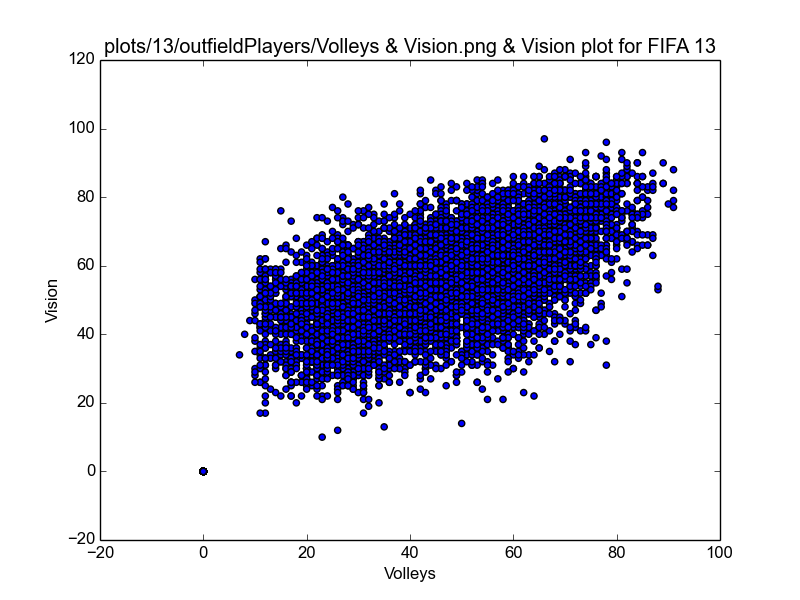 plots/13/outfieldPlayers/Volleys & Vision.png & Vision plot for FIFA 13
120
100
80
60
40
20
0
−20
−20 0 20 40 60 80 100
Vision
Volleys